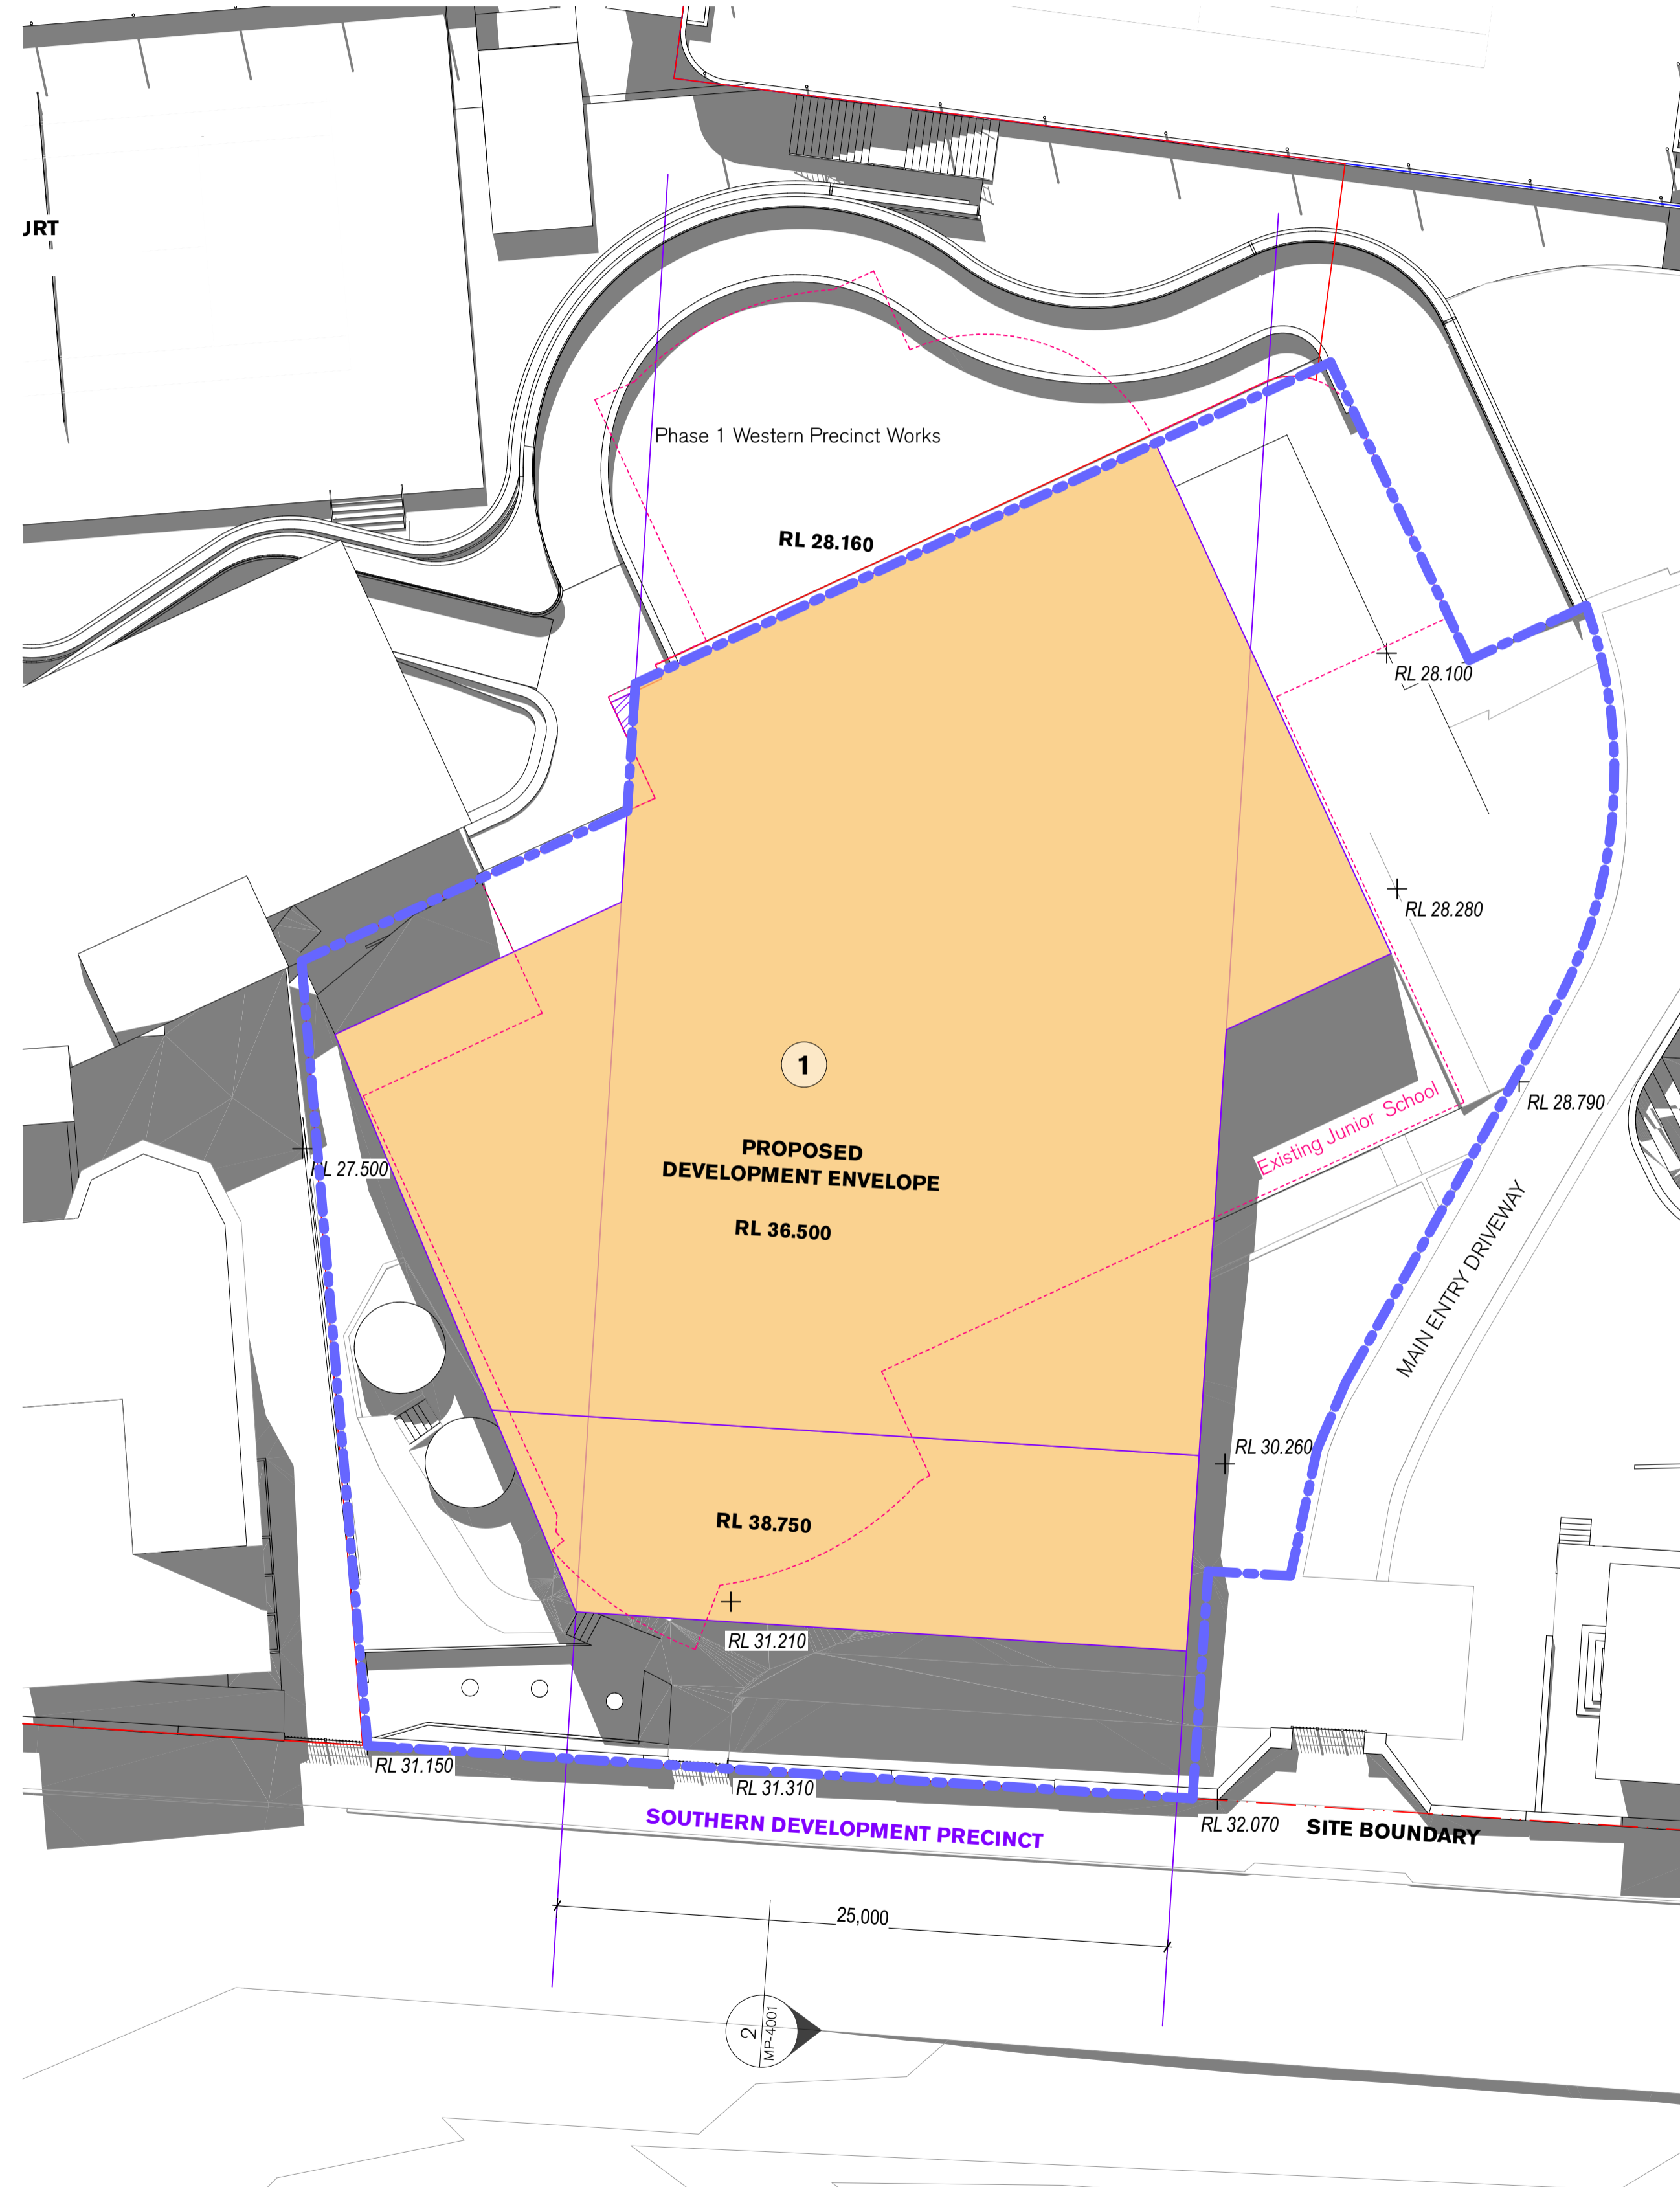 JRT
Phase 1 Western Precinct Works
RL 28.160
RL 28.100
RL 28.280
1
RL 28.790
Existing Junior School
PROPOSED
DEVELOPMENT ENVELOPE
RL 27.500
RL 36.500
MAIN ENTRY DRIVEWAY
RL 30.260
RL 38.750
RL 31.210
RL 31.150
RL 31.310
RL 32.070
SOUTHERN DEVELOPMENT PRECINCT
SITE BOUNDARY
25,000
2
MP-4001